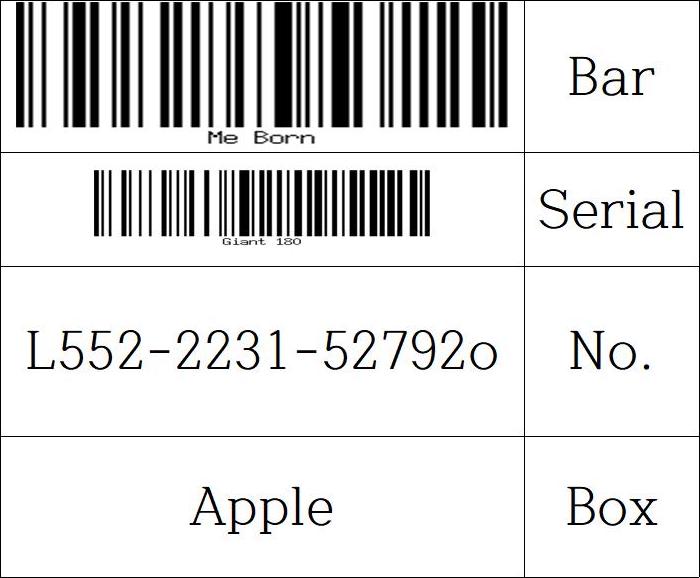 Me Born
Bar
Giant 180
Serial
L552-2231-52792o
No.
Apple
Box